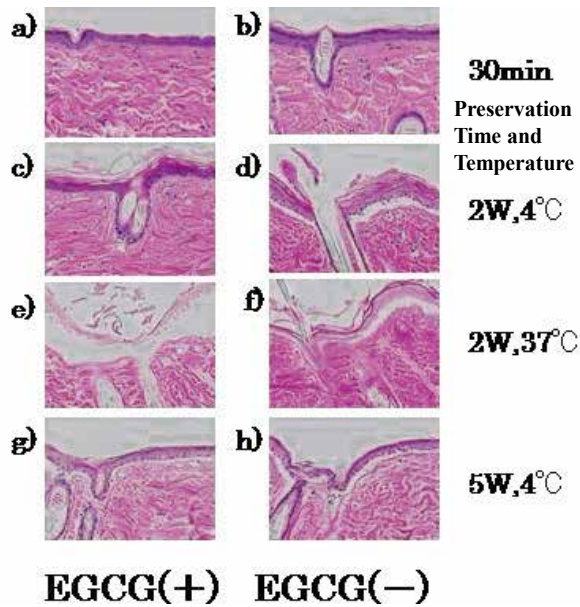 a)
b)
30min
Preservation
Time and
Temperature
c)
d)
2W,4℃
e)
f)
2W,37℃
g)
h)
5W,4℃
EGCG(+) EGCG(−)